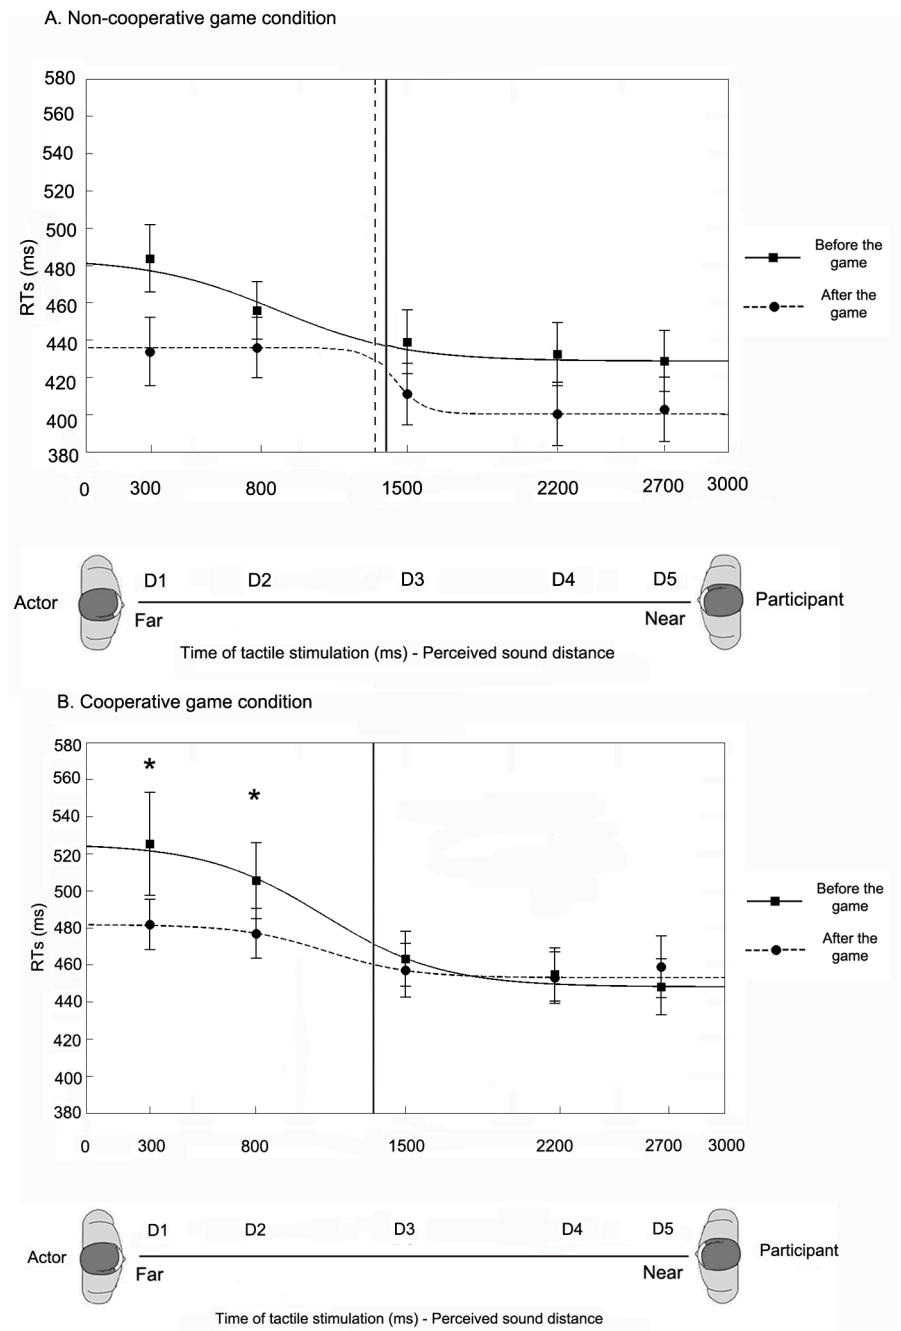 A. Non-cooperative game condition
580
560
540
520
500
480
460
440
420
400
380
RTs (ms)
Before the
game
After the
game
0 300 800 1500 2200 2700 3000
D1 D2 D3 D4 D5
Actor Participant
Far Near
Time of tactile stimulation (ms) - Perceived sound distance
B. Cooperative game condition
580
560
540
520
500
480
460
440
420
400
380
RTs (ms)
* *
Before the
game
After the
game
0 300 800 1500 2200 2700 3000
D1 D2 D3 D4 D5
Actor Participant
Far Near
Time of tactile stimulation (ms) - Perceived sound distance